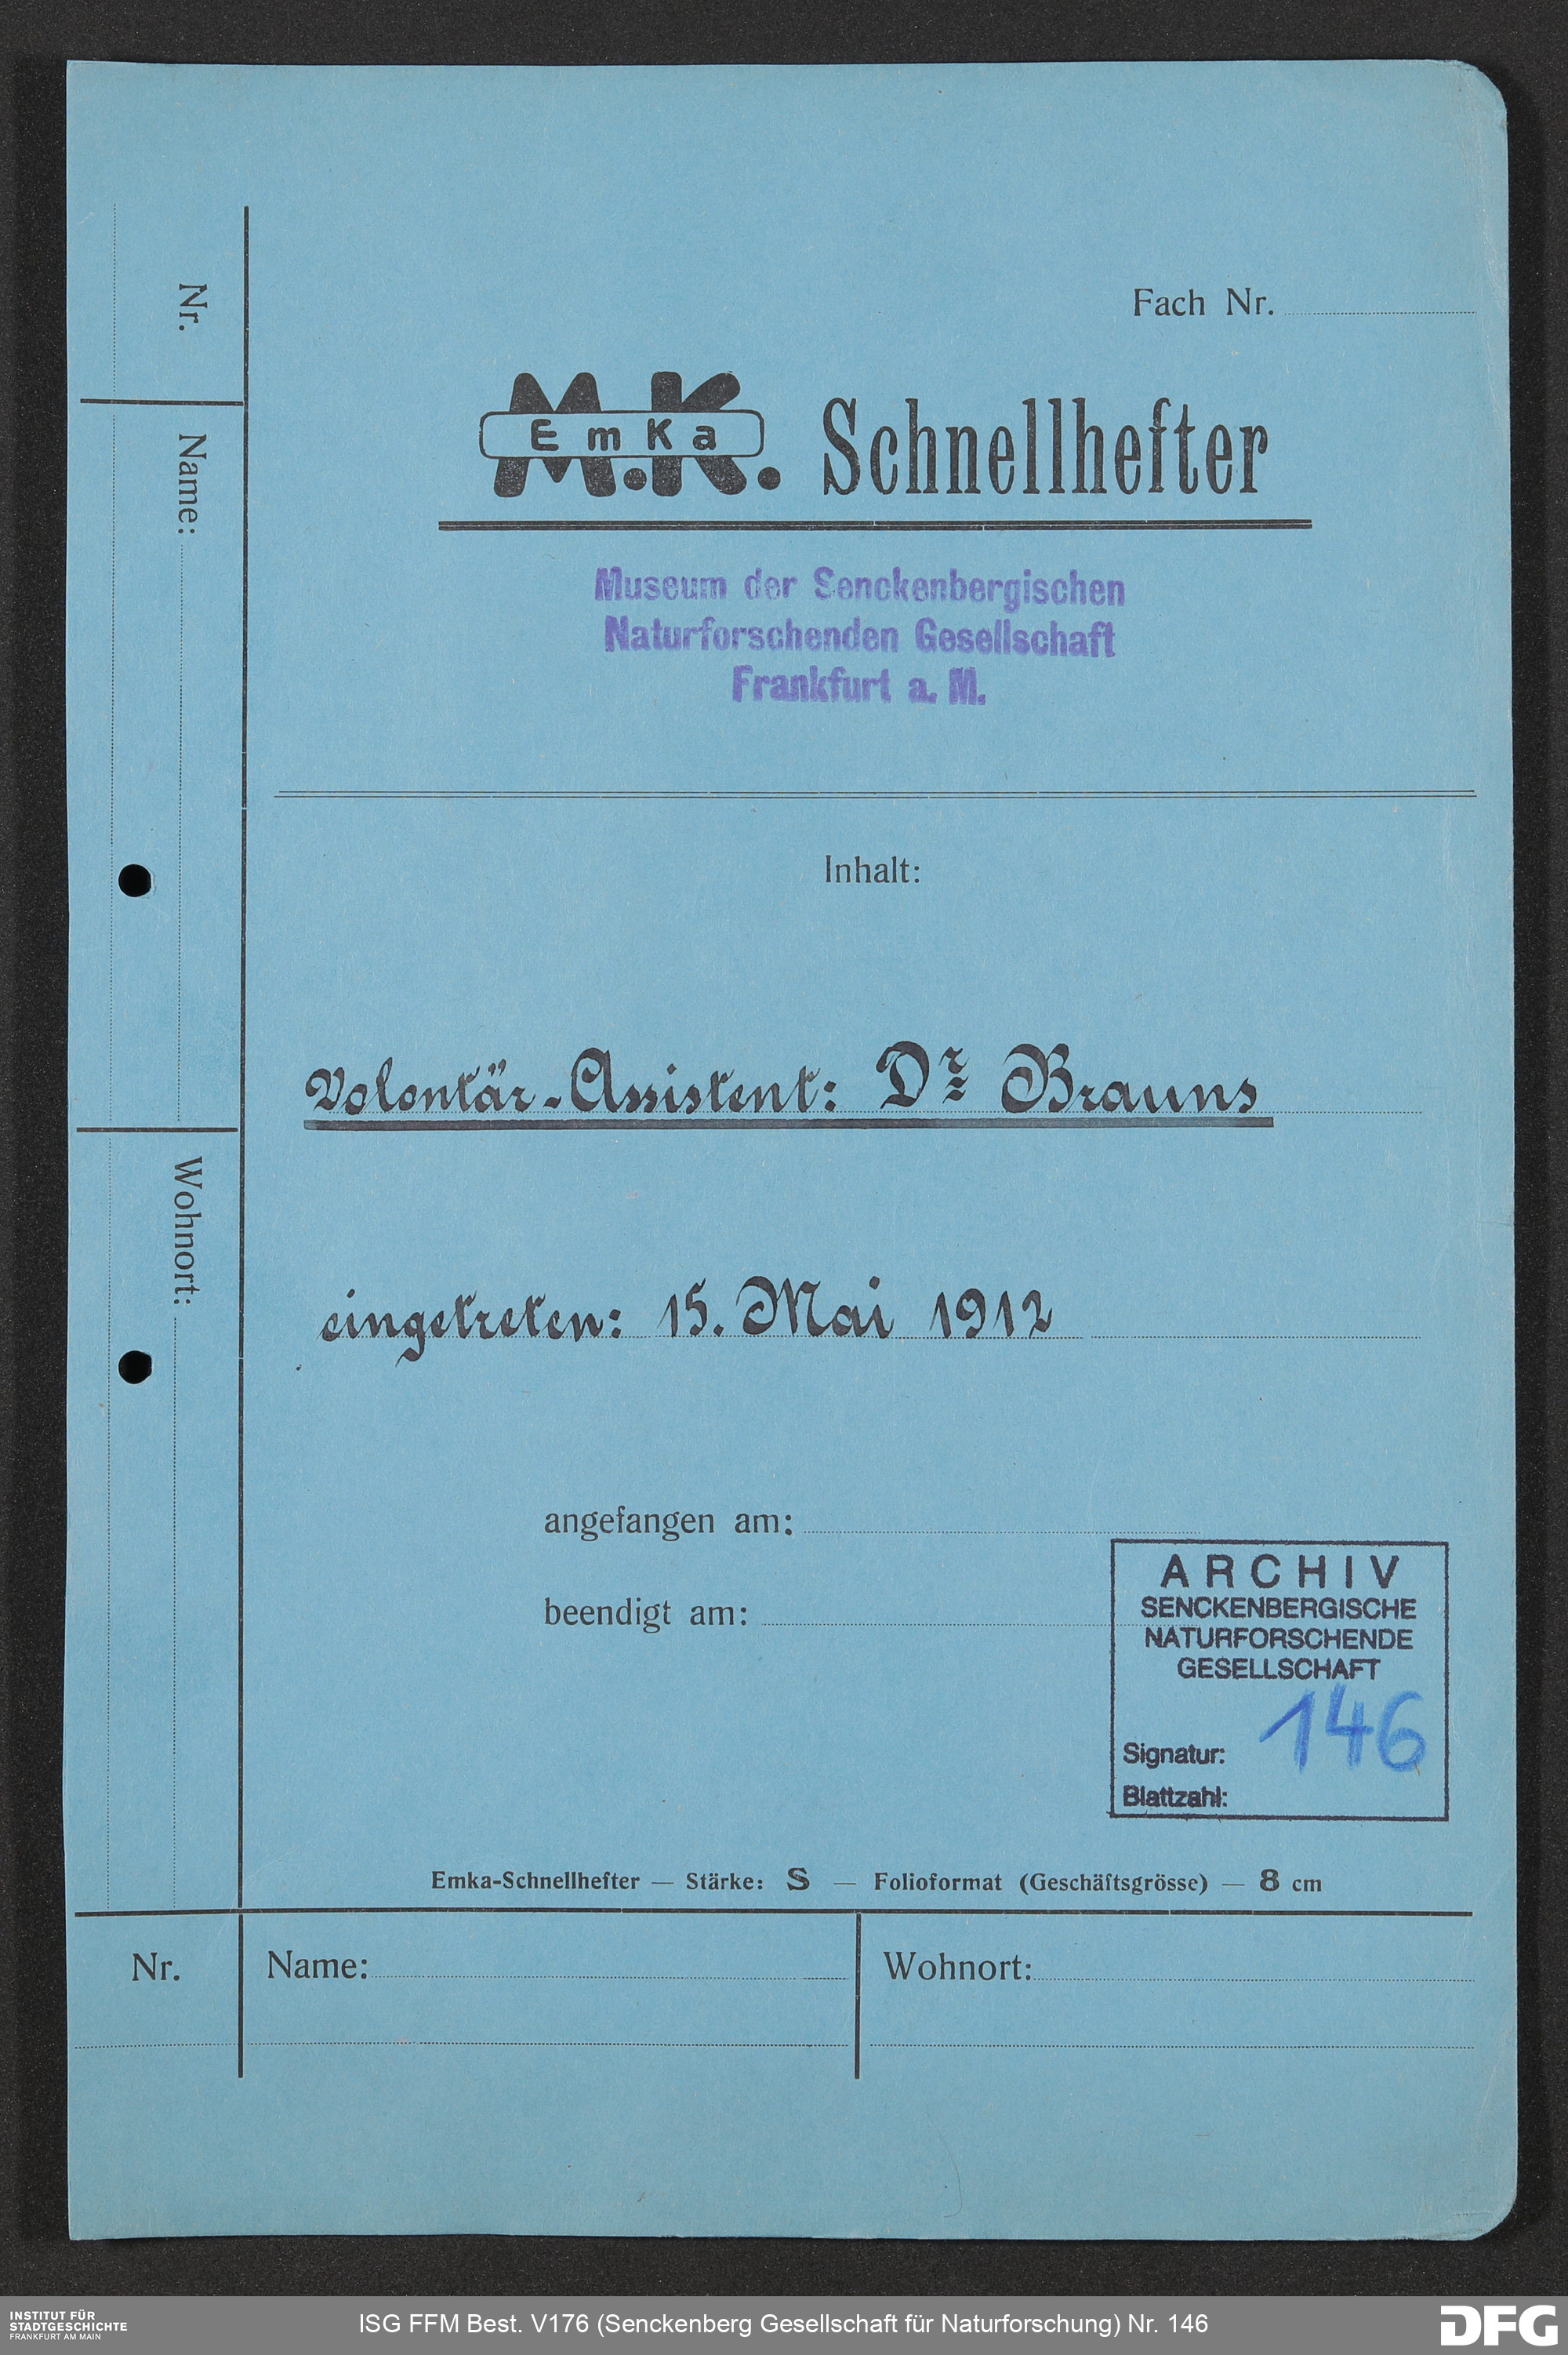 Fach Nr.
M.K.
EmKa
Schnellhefter
Museum der Senckenbergischen
Naturforschenden Gesellschaft
Frankfurt a. M.
Inhalt:
Volontär-Assistent: Dr Brauns
eingetreten: 15. Mai 1912
angefangen am:
beendigt am:
ARCHIV
SENCKENBERGISCHE
NATURFORSCHENDE
GESELLSCHAFT
Signatur: 146
Blattzahl:
Emka-Schnellhefter — Stärke: S — Folioformat (Geschäftsgrösse) — 8 cm
Nr.
Name:
Wohnort:
Nr.
Name:
Wohnort:
INSTITUT FÜR
STADTGESCHICHTE
FRANKFURT AM MAIN
ISG FFM Best. V176 (Senckenberg Gesellschaft für Naturforschung) Nr. 146
DFG